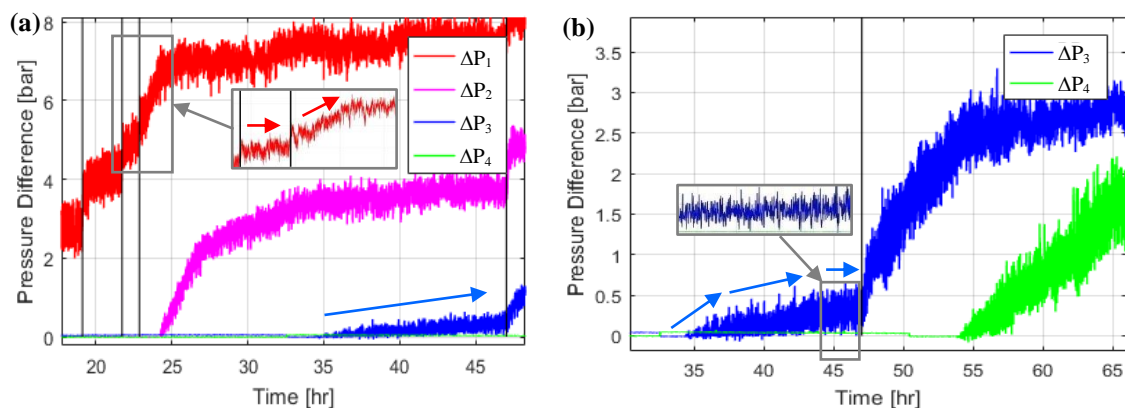 (a)
Pressure Difference [bar]
8
6
4
2
0
20 25 30 35 40 45
Time [hr]
ΔP1
ΔP2
ΔP3
ΔP4
(b)
Pressure Difference [bar]
3.5
3
2.5
2
1.5
1
0.5
0
35 40 45 50 55 60 65
Time [hr]
ΔP3
ΔP4